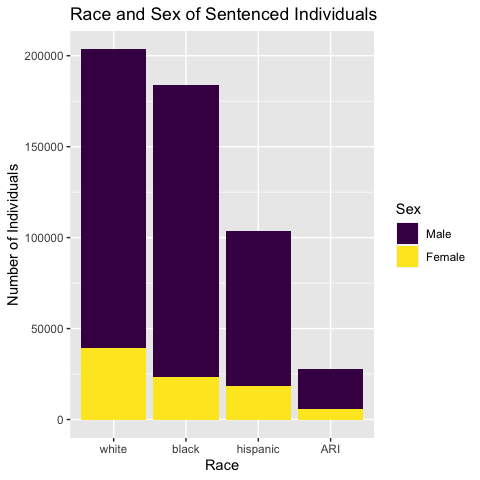 Race and Sex of Sentenced Individuals
200000
150000
100000
50000
0
Number of Individuals
white black hispanic ARI
Race
Sex
Male
Female